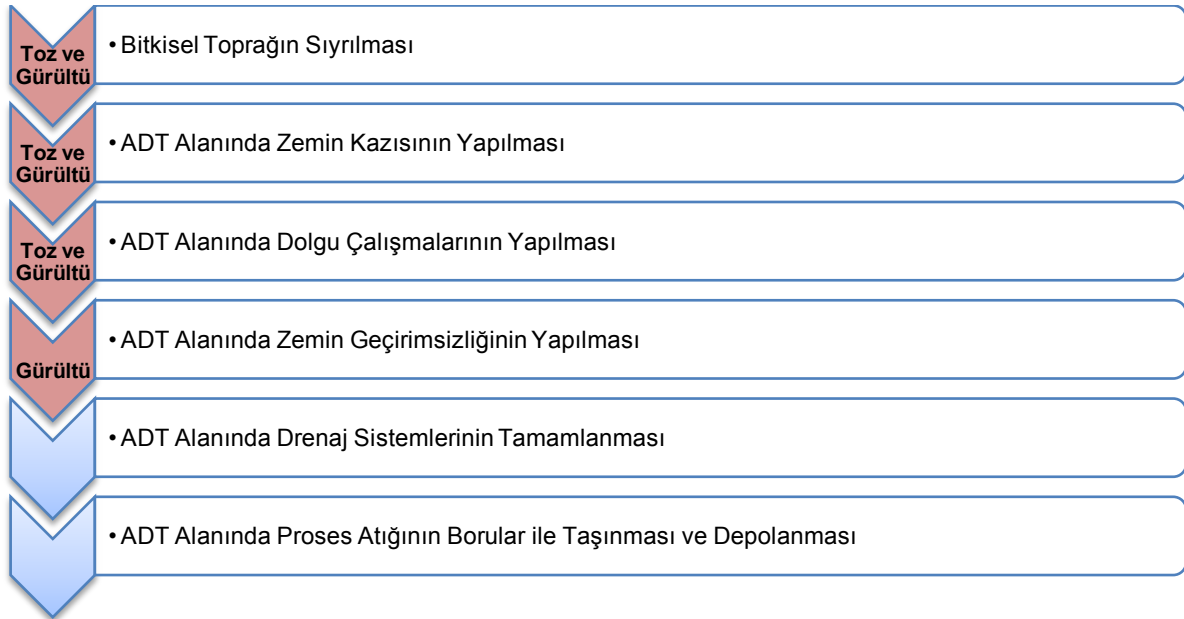 Toz ve
Gürültü
• Bitkisel Toprağın Sıyrılması
Toz ve
Gürültü
• ADT Alanında Zemin Kazısının Yapılması
Toz ve
Gürültü
• ADT Alanında Dolgu Çalışmalarının Yapılması
Gürültü
• ADT Alanında Zemin Geçirimsizliğinin Yapılması
• ADT Alanında Drenaj Sistemlerinin Tamamlanması
• ADT Alanında Proses Atığının Borular ile Taşınması ve Depolanması